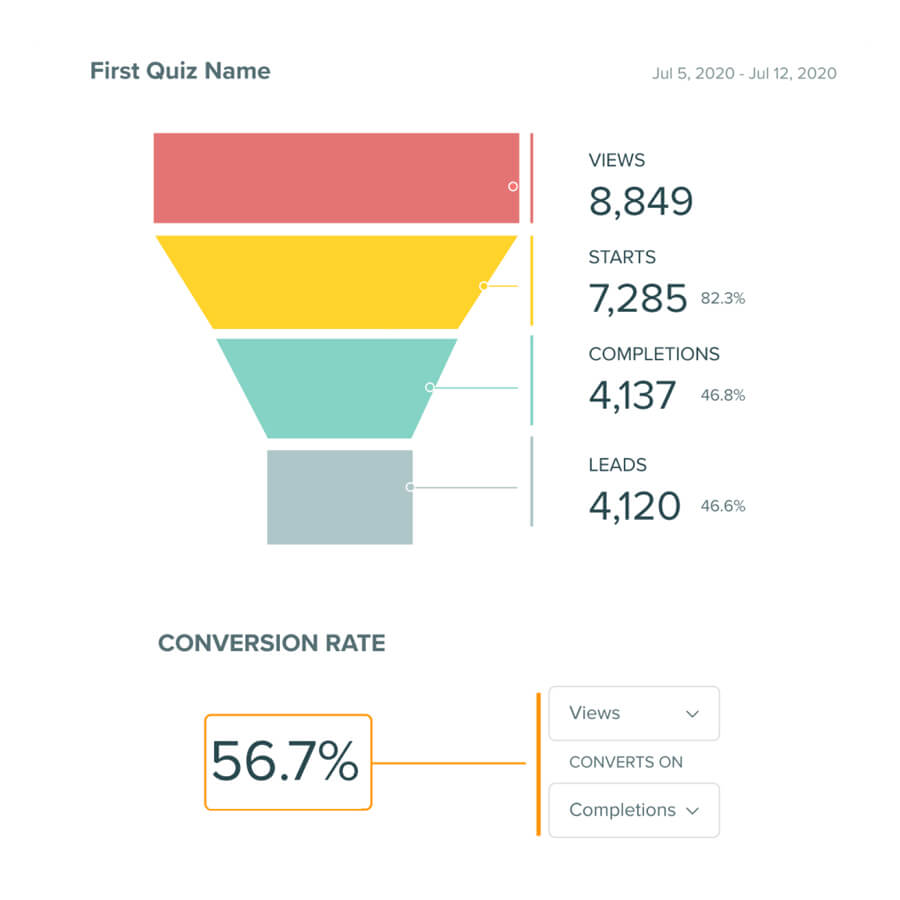 First Quiz Name
Jul 5, 2020 - Jul 12, 2020
VIEWS
8,849
STARTS
7,285 82.3%
COMPLETIONS
4,137 46.8%
LEADS
4,120 46.6%
CONVERSION RATE
56.7%
Views
CONVERTS ON
Completions